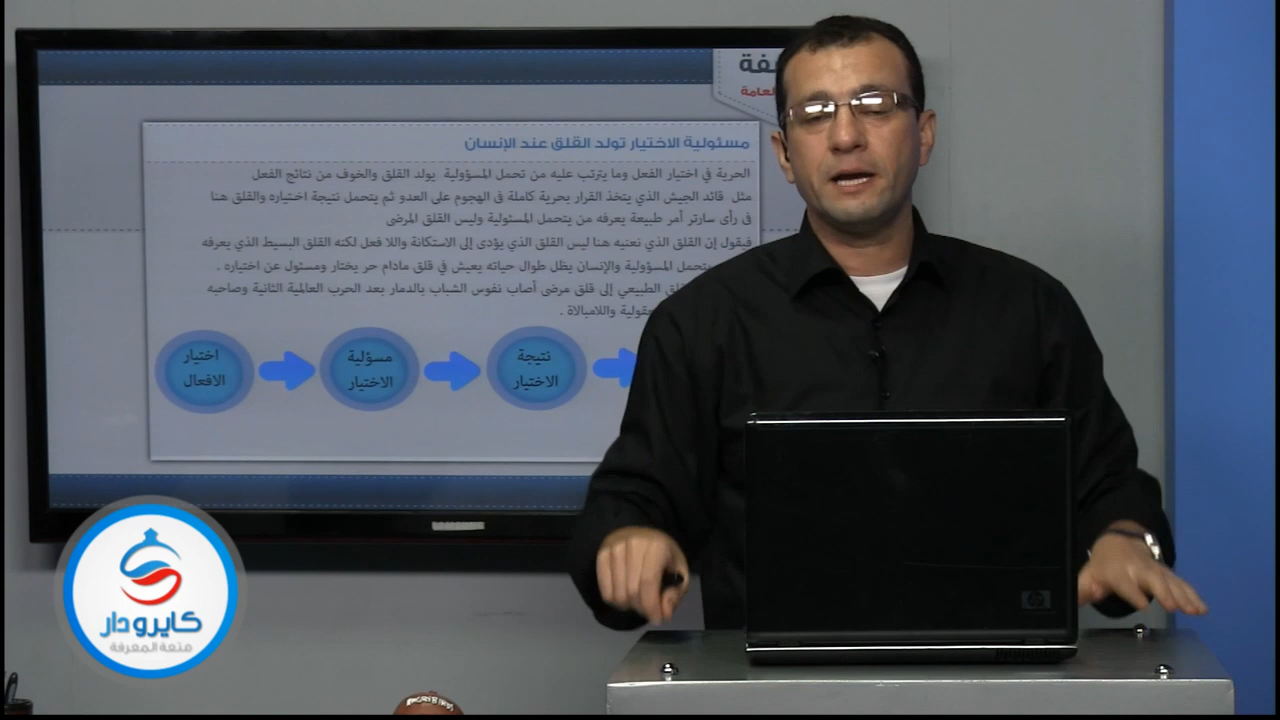 العامة
مسئولية الاختيار تولد القلق عند الإنسان
الحرية في اختيار الفعل وما يترتب عليه من تحمل المسؤولية يولد القلق والخوف من نتائج الفعل
مثل قائد الجيش الذي يتخذ القرار بحرية كاملة في الهجوم على العدو ثم يتحمل نتيجة اختياره والقلق هنا
فى رأى سارتر أمر طبيعة يعرفه من يتحمل المسئولية وليس القلق المرضى
فيقول إن القلق الذي نعنيه هنا ليس القلق الذي يؤدى إلى الاستكانة واللا فعل لكنه القلق البسيط الذي يعرفه
يتحمل المسؤولية والإنسان يظل طوال حياته يعيش في قلق مادام حر يختار ومسئول عن اختياره .
الطبيعي إلى قلق مرضى أصاب نفوس الشباب بالدمار بعد الحرب العالمية الثانية وصاحبه
واللامبالاة .
اختيار الافعال
مسؤلية الاختيار
نتيجة الاختيار
كايرو دار
متعة المعرفة
hp